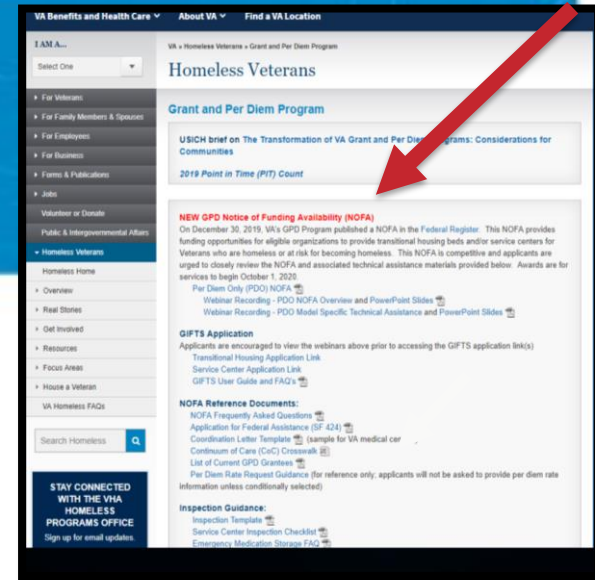 VA Benefits and Health Care
About VA
Find a VA Location
I AM A...
Select One
For Veterans
For Family Members & Spouses
For Employees
For Business
Forms & Publications
Jobs
Volunteer or Donate
Public & Intergovernmental Affairs
Homeless Veterans
Homeless Home
Overview
Real Stories
Get Involved
Resources
Focus Areas
House a Veteran
VA Homeless FAQs
Search Homeless
STAY CONNECTED
WITH THE VHA
HOMELESS
PROGRAMS OFFICE
Sign up for email updates.
VA » Homeless Veterans » Grant and Per Diem Program
Homeless Veterans
Grant and Per Diem Program
USICH brief on The Transformation of VA Grant and Per Diem Programs: Considerations for
Communities
2019 Point in Time (PIT) Count
NEW GPD Notice of Funding Availability (NOFA)
On December 30, 2019, VA's GPD Program published a NOFA in the Federal Register. This NOFA provides
funding opportunities for eligible organizations to provide transitional housing beds and/or service centers for
Veterans who are homeless or at risk for becoming homeless. This NOFA is competitive and applicants are
urged to closely review the NOFA and associated technical assistance materials provided below. Awards are for
services to begin October 1, 2020.
Per Diem Only (PDO) NOFA
Webinar Recording - PDO NOFA Overview and PowerPoint Slides
Webinar Recording - PDO Model Specific Technical Assistance and PowerPoint Slides
GIFTS Application
Applicants are encouraged to view the webinars above prior to accessing the GIFTS application link(s)
Transitional Housing Application Link
Service Center Application Link
GIFTS User Guide and FAQ's
NOFA Reference Documents:
NOFA Frequently Asked Questions
Application for Federal Assistance (SF 424)
Coordination Letter Template (sample for VA medical cer
Continuum of Care (CoC) Crosswalk
List of Current GPD Grantees
Per Diem Rate Request Guidance (for reference only; applicants will not be asked to provide per diem rate
information unless conditionally selected)
Inspection Guidance:
Inspection Template
Service Center Inspection Checklist
Emergency Medication Storage FAQ